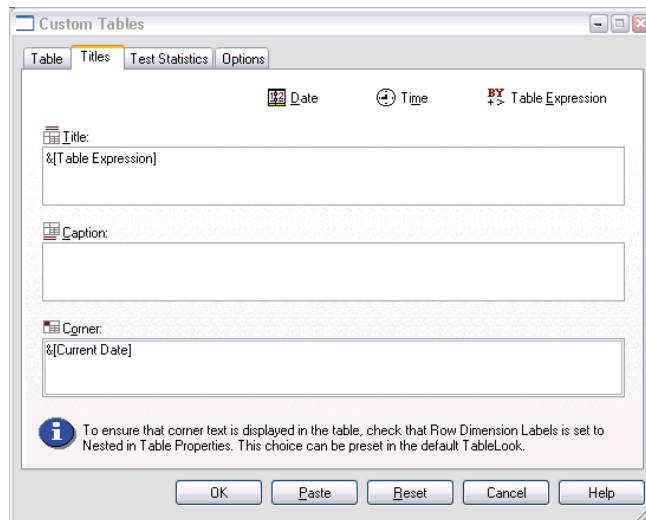 Custom Tables
Table Titles Test Statistics Options
Date Time BY +> Table Expression
Title:
&[Table Expression]
Caption:
Corner:
&[Current Date]
To ensure that corner text is displayed in the table, check that Row Dimension Labels is set to
Nested in Table Properties. This choice can be preset in the default TableLook.
OK Paste Reset Cancel Help